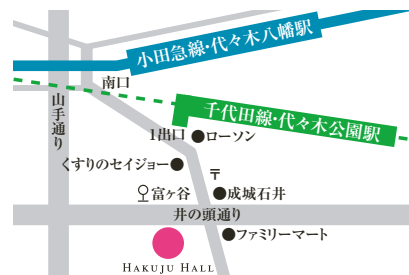 小田急線・代々木八幡駅
南口
山手通り
千代田線・代々木公園駅
1出口
ローソン
くすりのセイジョー
〒
富ヶ谷
成城石井
井の頭通り
ファミリーマート
HAKUJU HALL